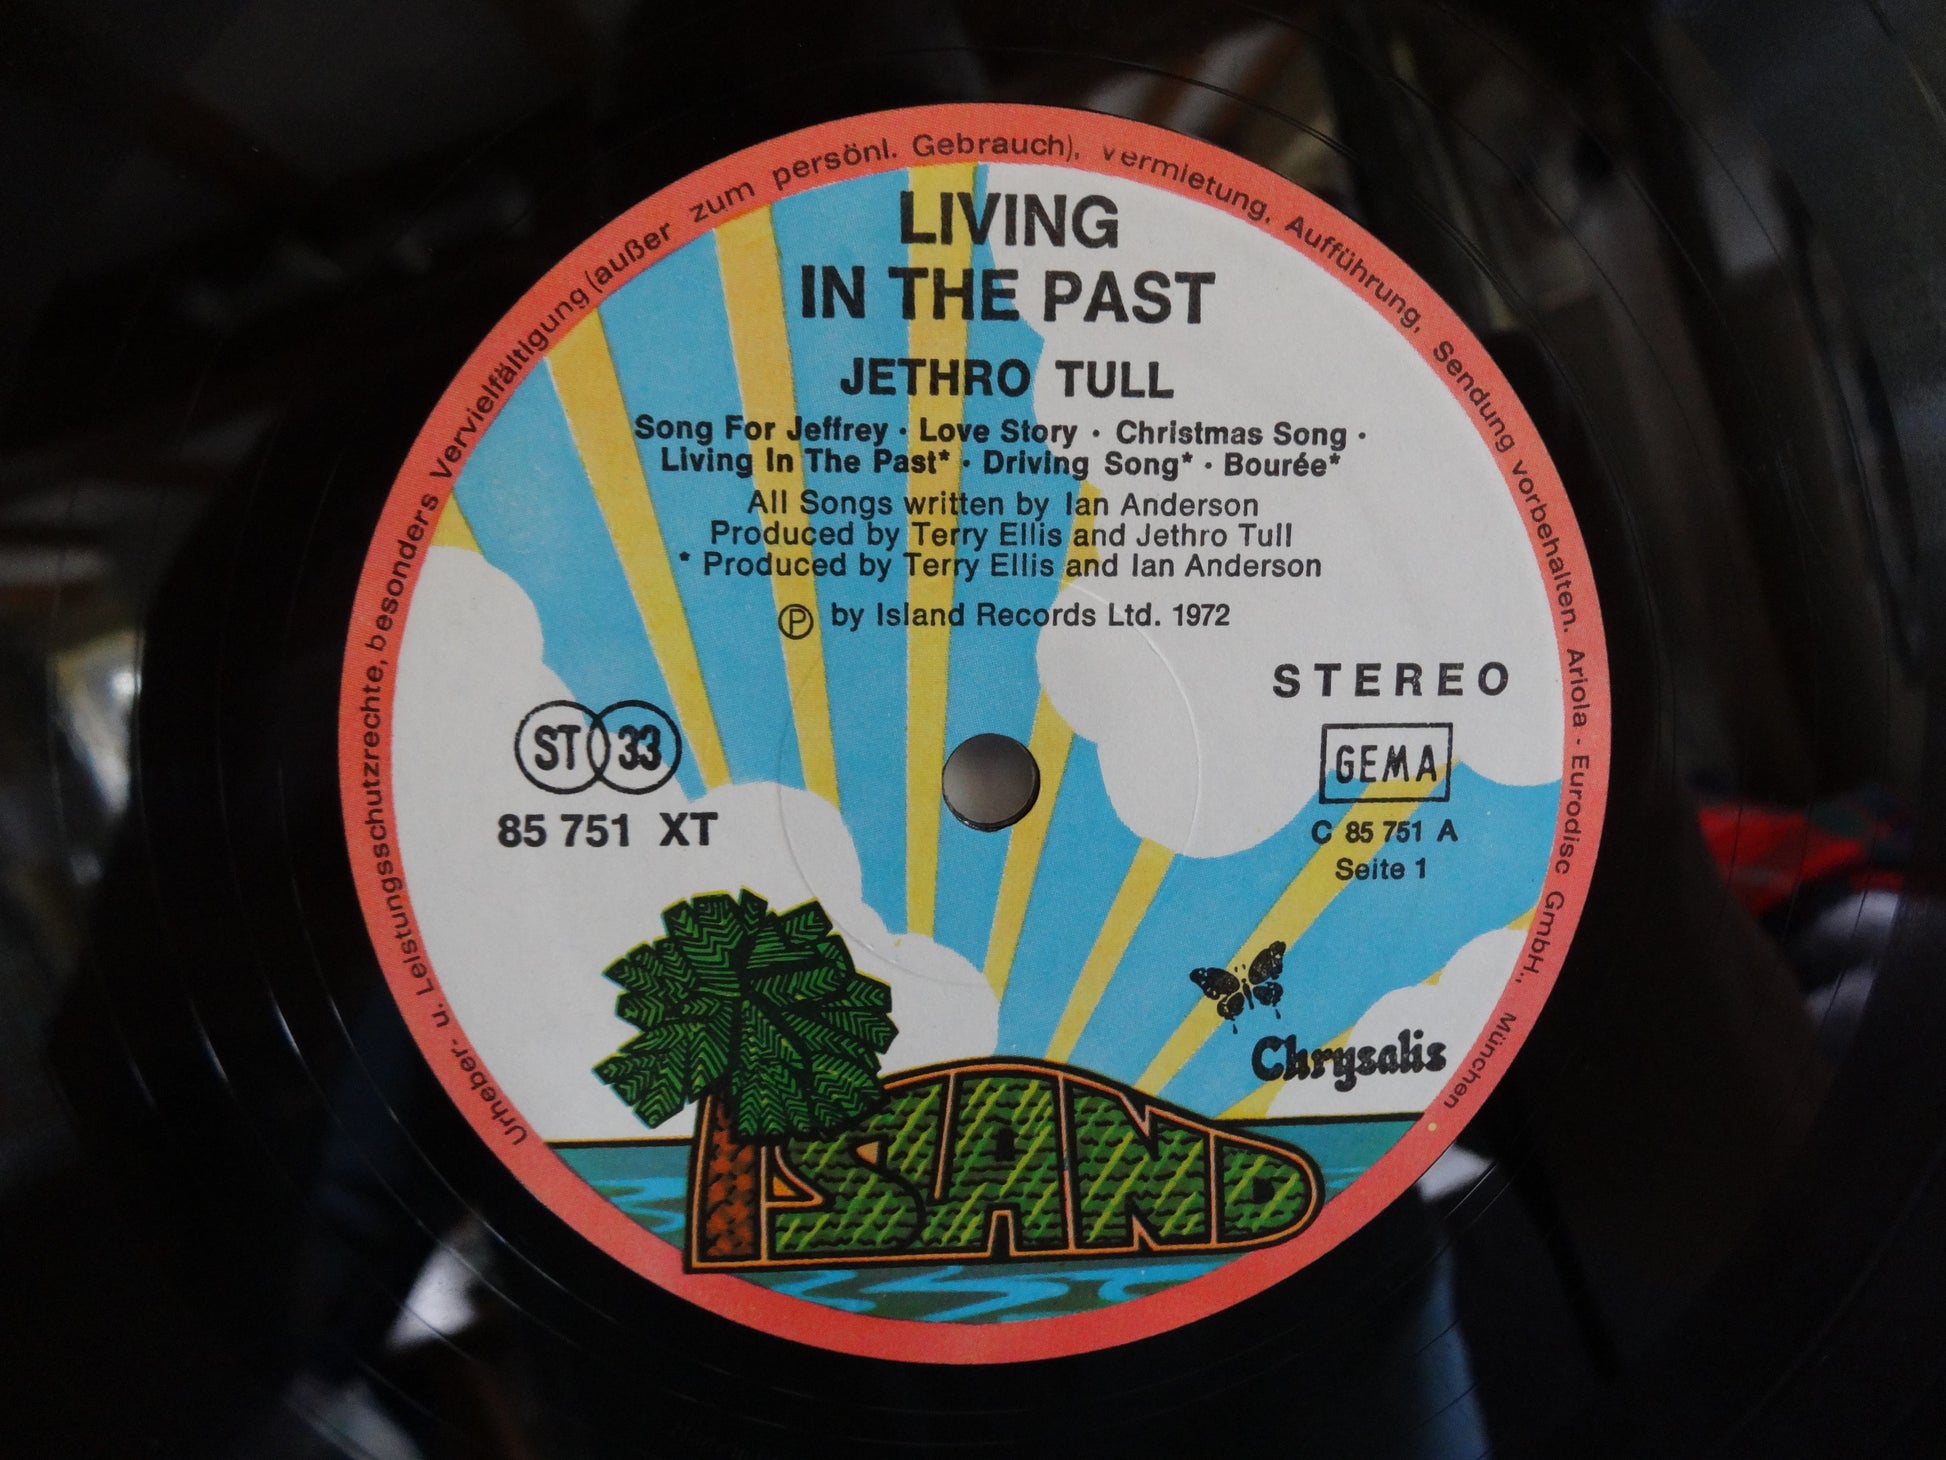 Urheber- u. Leistungsschutzrechte, besonders Vervielfältigung (außer zum persönl. Gebrauch), Vermietung, Aufführung, Sendung vorbehalten. Ariola - Eurodisc GmbH., München
LIVING
IN THE PAST
JETHRO TULL
Song For Jeffrey · Love Story · Christmas Song ·
Living In The Past* · Driving Song* · Bourée*
All Songs written by Ian Anderson
Produced by Terry Ellis and Jethro Tull
* Produced by Terry Ellis and Ian Anderson
Ⓟ by Island Records Ltd. 1972
STEREO
ST 33
85 751 XT
GEMA
C 85 751 A
Seite 1
Chrysalis
ISLAND